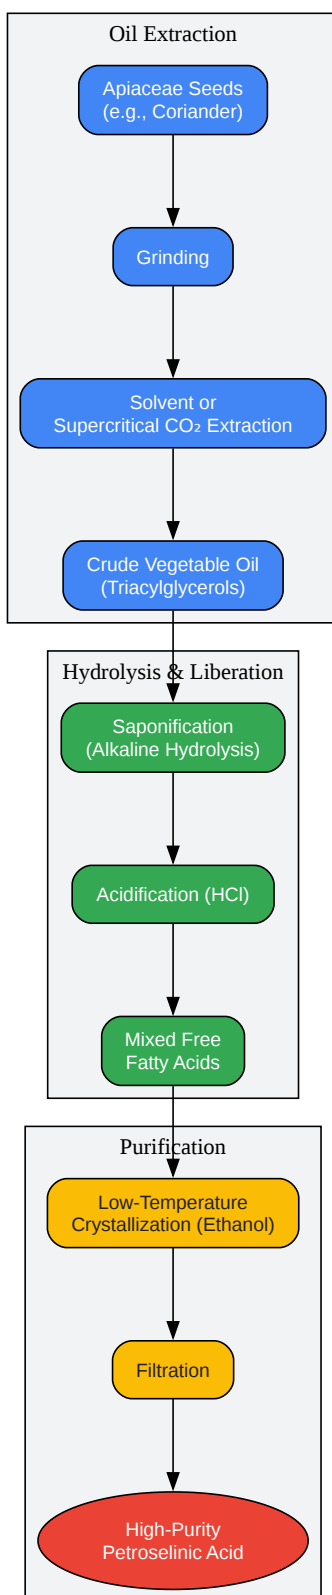 Oil Extraction
Apiaceae Seeds
(e.g., Coriander)
Grinding
Solvent or
Supercritical CO₂ Extraction
Crude Vegetable Oil
(Triacylglycerols)
Hydrolysis & Liberation
Saponification
(Alkaline Hydrolysis)
Acidification (HCl)
Mixed Free
Fatty Acids
Purification
Low-Temperature
Crystallization (Ethanol)
Filtration
High-Purity
Petroselinic Acid